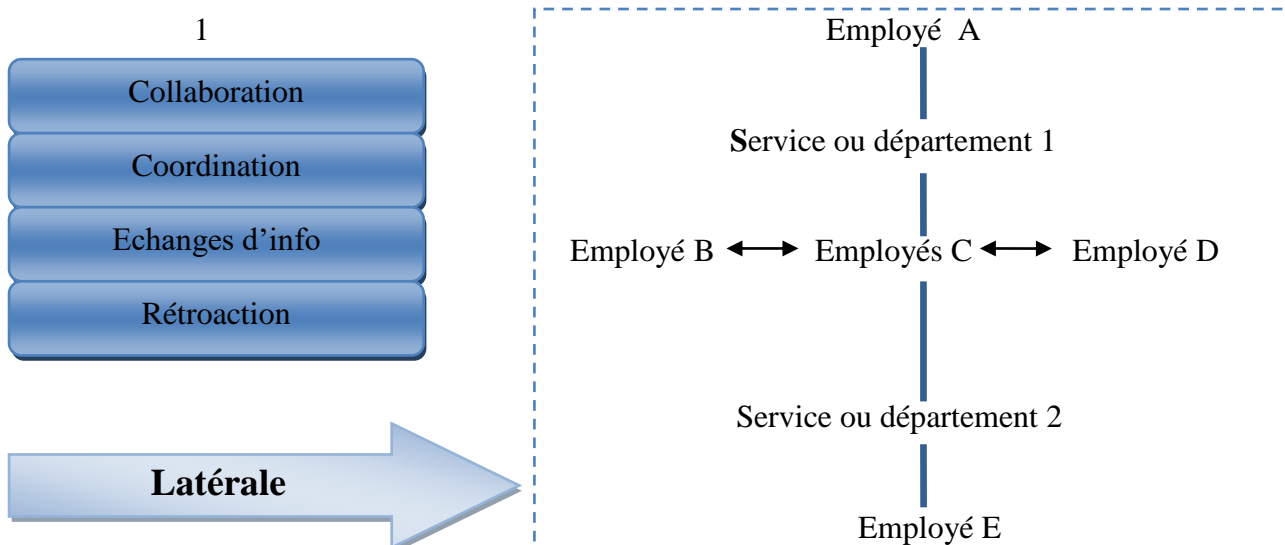 1
Collaboration
Coordination
Echanges d’info
Rétroaction
Latérale
Employé A
Service ou département 1
Employé B
Employés C
Employé D
Service ou département 2
Employé E